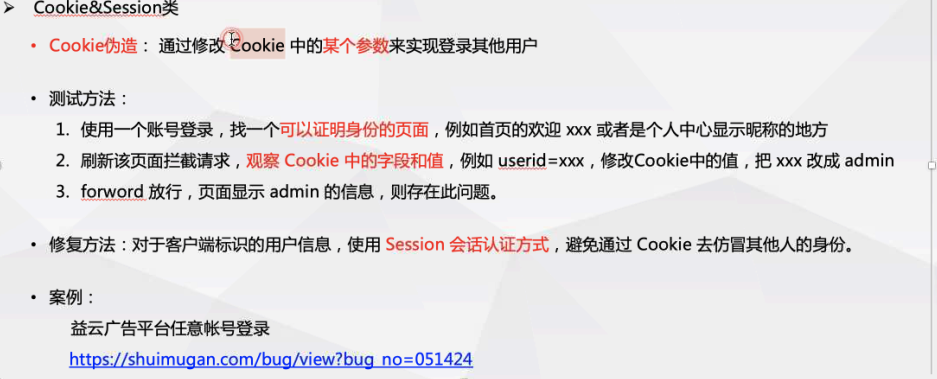 ➢ Cookie&Session类
• Cookie伪造： 通过修改 Cookie 中的某个参数来实现登录其他用户
• 测试方法：
1. 使用一个账号登录，找一个可以证明身份的页面，例如首页的欢迎 xxx 或者是个人中心显示昵称的地方
2. 刷新该页面拦截请求，观察 Cookie 中的字段和值，例如 userid=xxx，修改Cookie中的值，把 xxx 改成 admin
3. forword 放行，页面显示 admin 的信息，则存在此问题。
• 修复方法：对于客户端标识的用户信息，使用 Session 会话认证方式，避免通过 Cookie 去仿冒其他人的身份。
• 案例：
益云广告平台任意帐号登录
https://shuimugan.com/bug/view?bug_no=051424